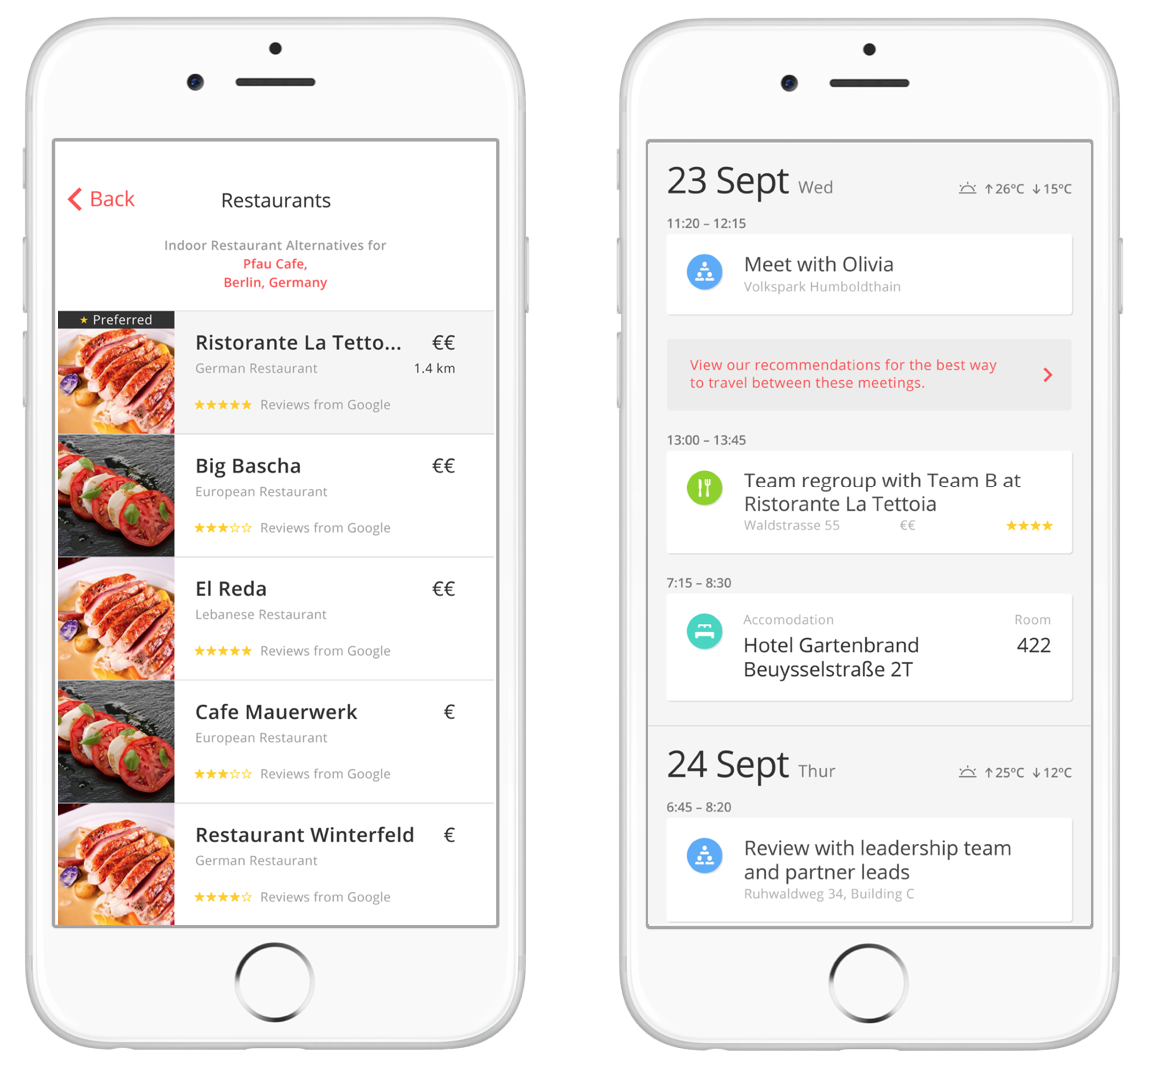 Back
Restaurants
Indoor Restaurant Alternatives for
Pfau Cafe,
Berlin, Germany
★ Preferred
Ristorante La Tetto... €€
German Restaurant 1.4 km
★★★★★ Reviews from Google
Big Bascha €€
European Restaurant
★★★☆☆ Reviews from Google
El Reda €€
Lebanese Restaurant
★★★★★ Reviews from Google
Cafe Mauerwerk €
European Restaurant
★★★☆☆ Reviews from Google
Restaurant Winterfeld €
German Restaurant
★★★★☆ Reviews from Google
23 Sept Wed ↑26°C ↓15°C
11:20 – 12:15
Meet with Olivia
Volkspark Humboldthain
View our recommendations for the best way
to travel between these meetings.
13:00 – 13:45
Team regroup with Team B at
Ristorante La Tettoia
Waldstrasse 55 €€ ★★★★
7:15 – 8:30
Accomodation Room
Hotel Gartenbrand 422
Beuysselstraße 2T
24 Sept Thur ↑25°C ↓12°C
6:45 – 8:20
Review with leadership team
and partner leads
Ruhwaldweg 34, Building C